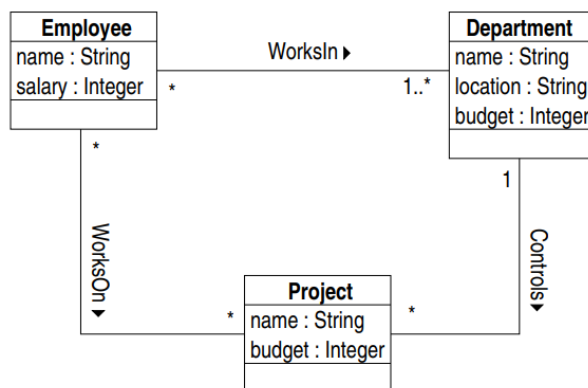 Employee
name : String
salary : Integer
WorksIn ▶
*
1..*
Department
name : String
location : String
budget : Integer
*
WorksOn ▶
*
1
Controls ▶
*
Project
name : String
budget : Integer